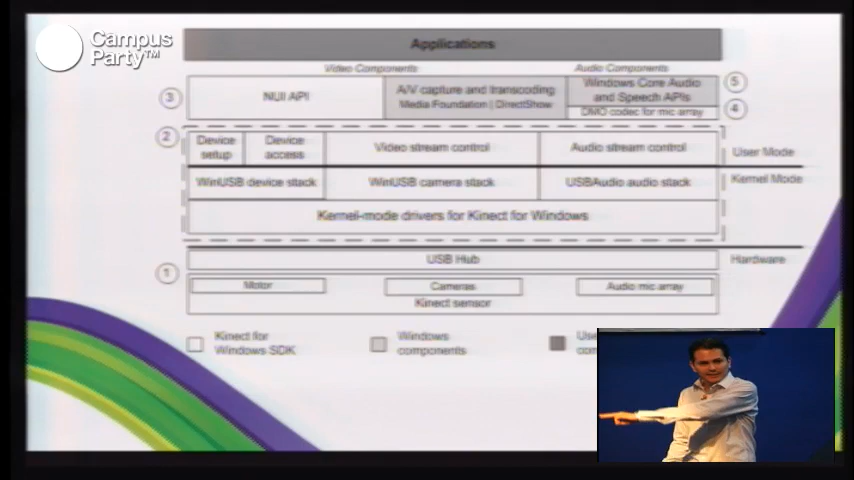 Campus
Party™
Applications
Video Components
Audio Components
3
NUI API
A/V capture and transcoding
Media Foundation | DirectShow
Windows Core Audio
and Speech APIs
DMO codec for mic array
5
4
2
Device
setup
Device
access
Video stream control
Audio stream control
User Mode
Kernel Mode
WinUSB device stack
WinUSB camera stack
USBAudio audio stack
Kernel-mode drivers for Kinect for Windows
1
USB Hub
Hardware
Motor
Cameras
Audio mic array
Kinect sensor
Kinect for
Windows SDK
Windows
components